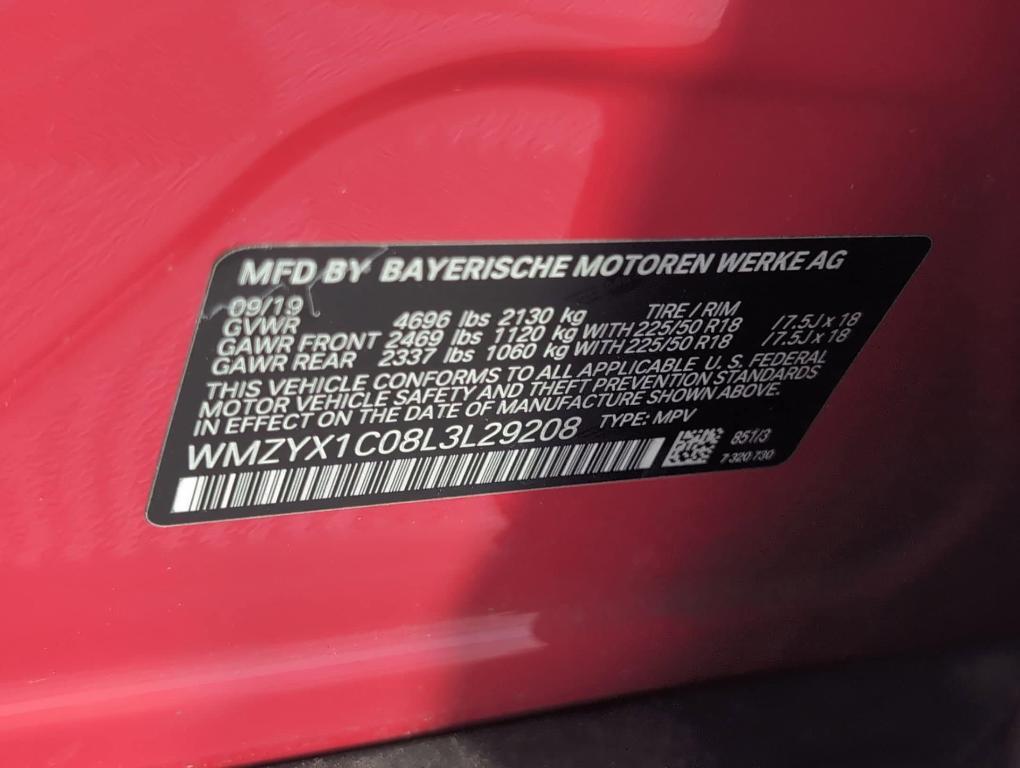 MFD BY BAYERISCHE MOTOREN WERKE AG
09/19 TIRE / RIM
GVWR 4696 lbs 2130 kg
GAWR FRONT 2469 lbs 1120 kg WITH 225/50 R18 /7.5J x 18
GAWR REAR 2337 lbs 1060 kg WITH 225/50 R18 /7.5J x 18
THIS VEHICLE CONFORMS TO ALL APPLICABLE U. S. FEDERAL
MOTOR VEHICLE SAFETY AND THEFT PREVENTION STANDARDS
IN EFFECT ON THE DATE OF MANUFACTURE SHOWN ABOVE.
WMZYX1C08L3L29208 TYPE: MPV
851/3
7 320 730